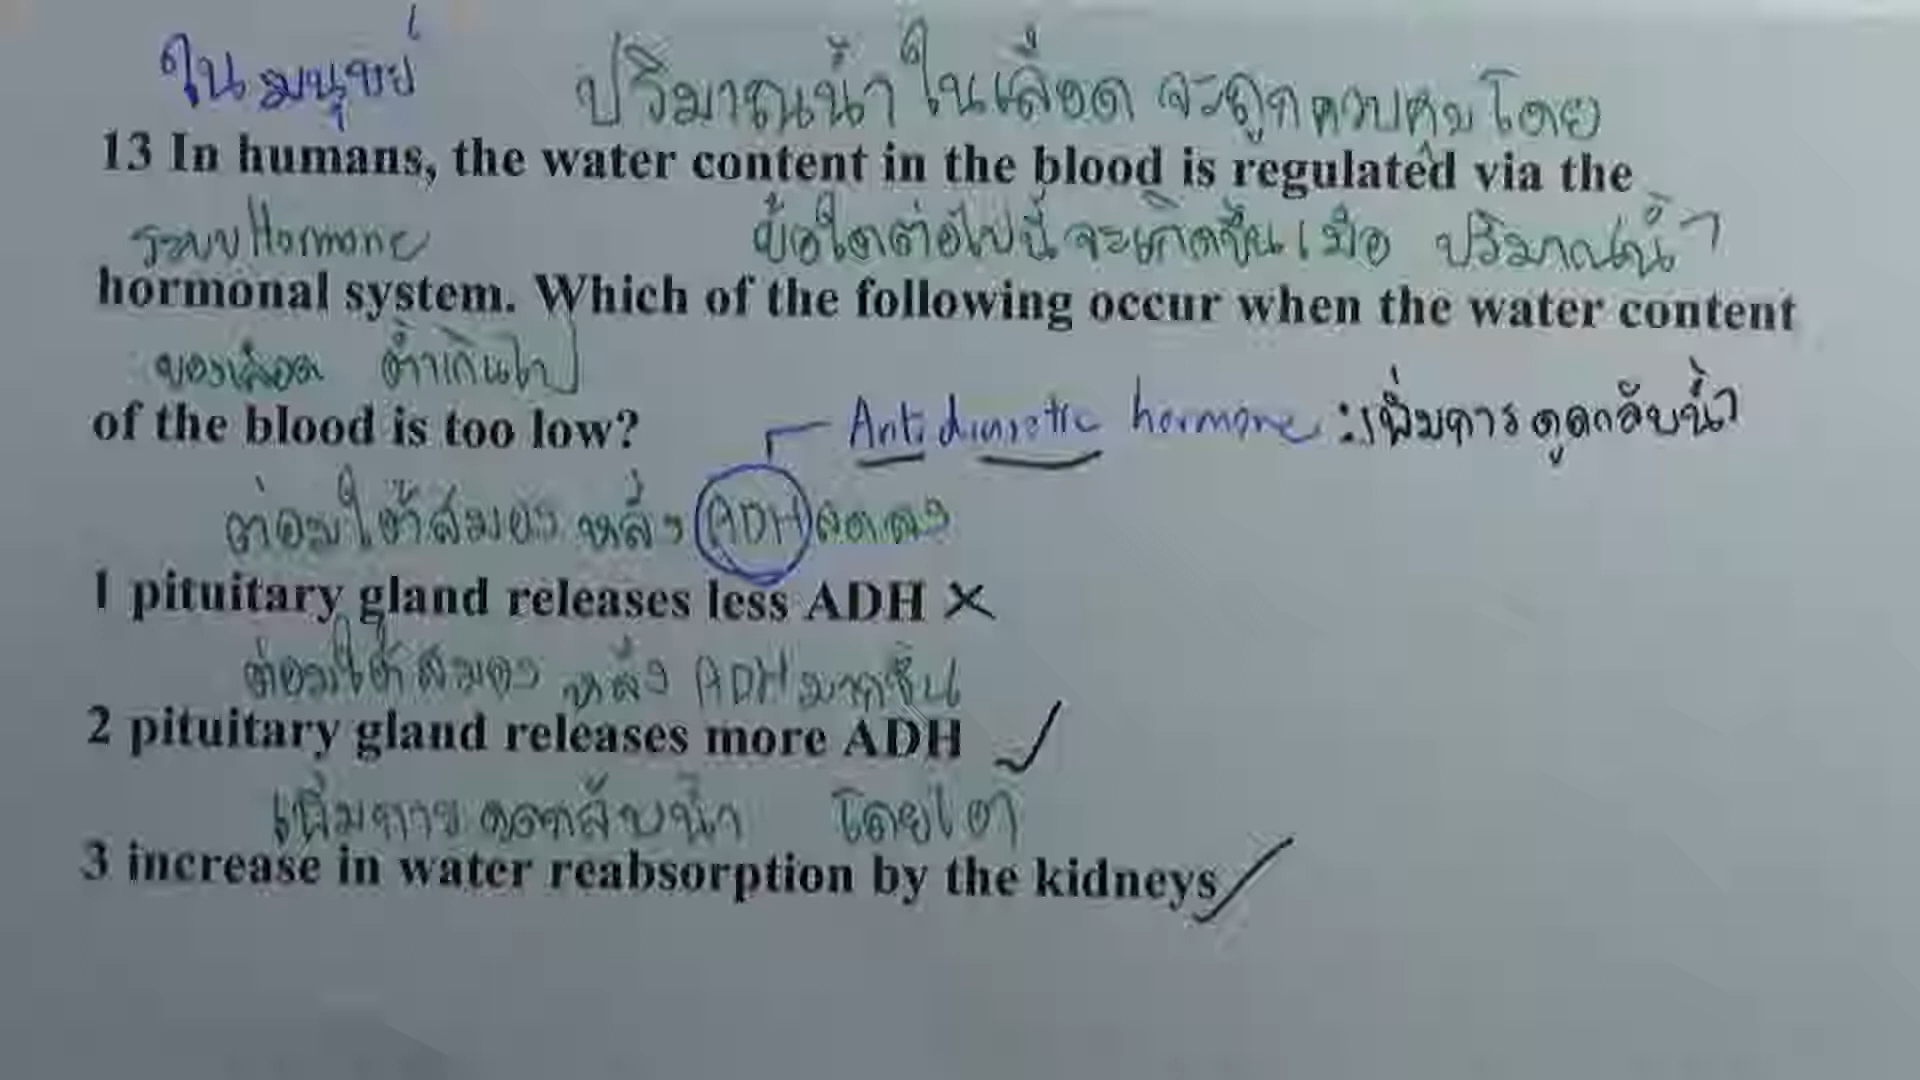 ในมนุษย์ ปริมาณน้ำในเลือด จะถูกควบคุมโดย
13 In humans, the water content in the blood is regulated via the
ระบบHormone ข้อใดต่อไปนี้ จะเกิดขึ้นเมื่อ ปริมาณน้ำ
hormonal system. Which of the following occur when the water content
ของเลือด ต่ำเกินไป
of the blood is too low? Antidiuretic hormone : เพิ่มการดูดกลับน้ำ
ต่อมใต้สมอง หลั่ง ADH ลดลง
1 pituitary gland releases less ADH ×
ต่อมใต้สมอง หลั่ง ADH มากขึ้น
2 pituitary gland releases more ADH ✓
เพิ่มการดูดกลับน้ำ โดยไต
3 increase in water reabsorption by the kidneys ✓